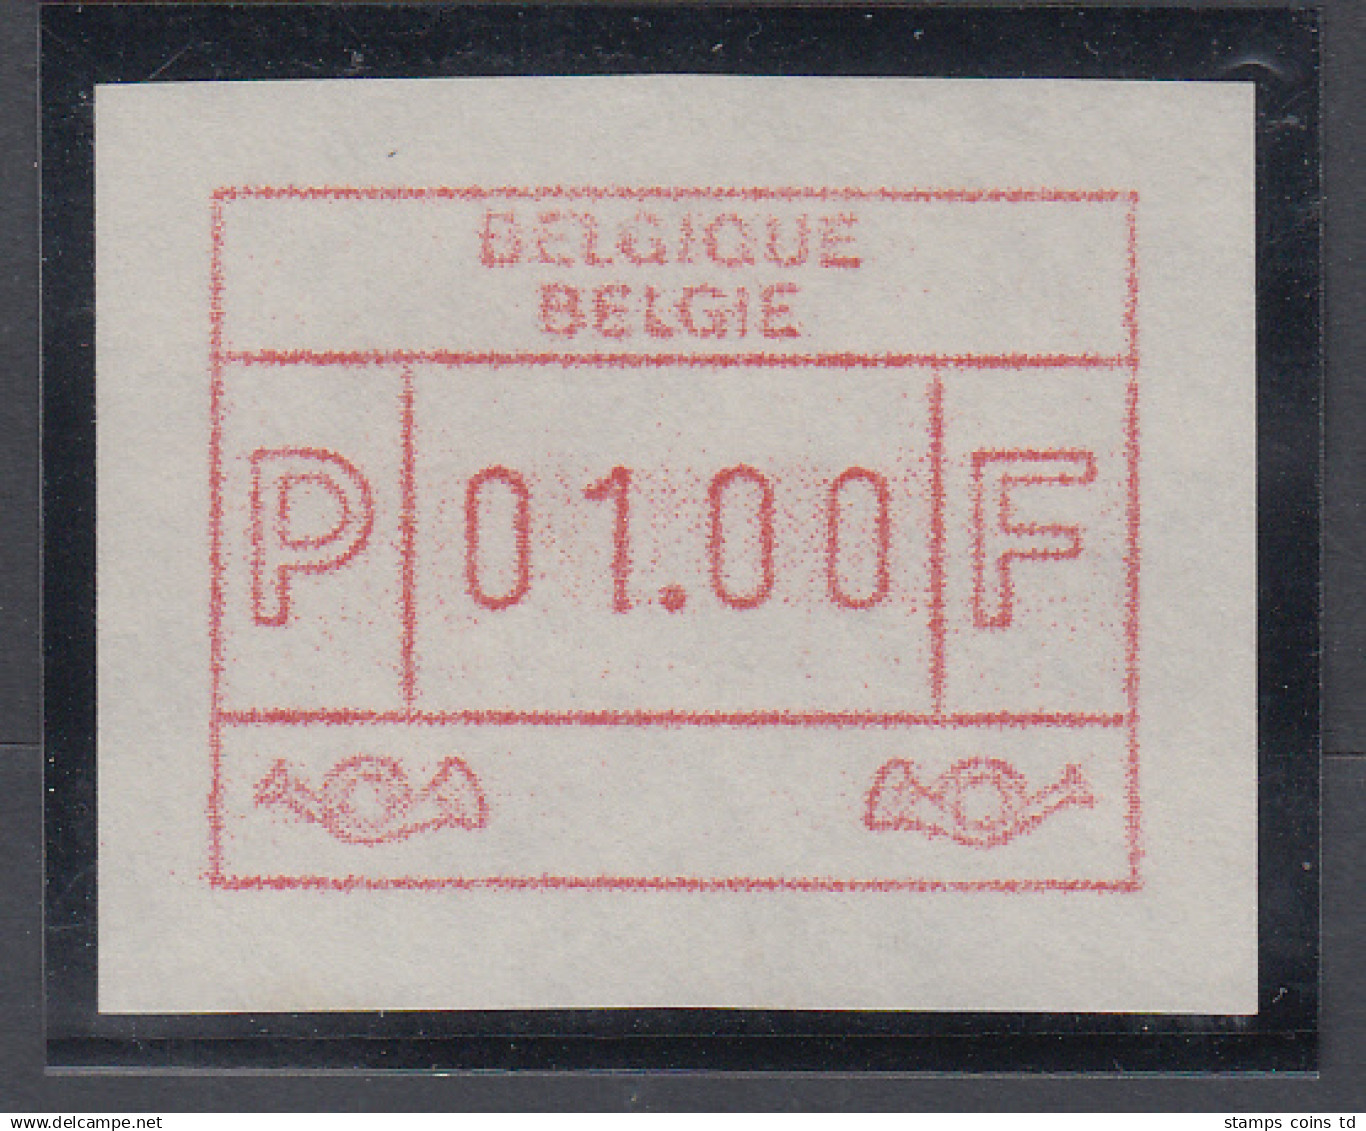 BELGIQUE
BELGIE
P 01.00 F
www.delcampe.net
stamps coins td